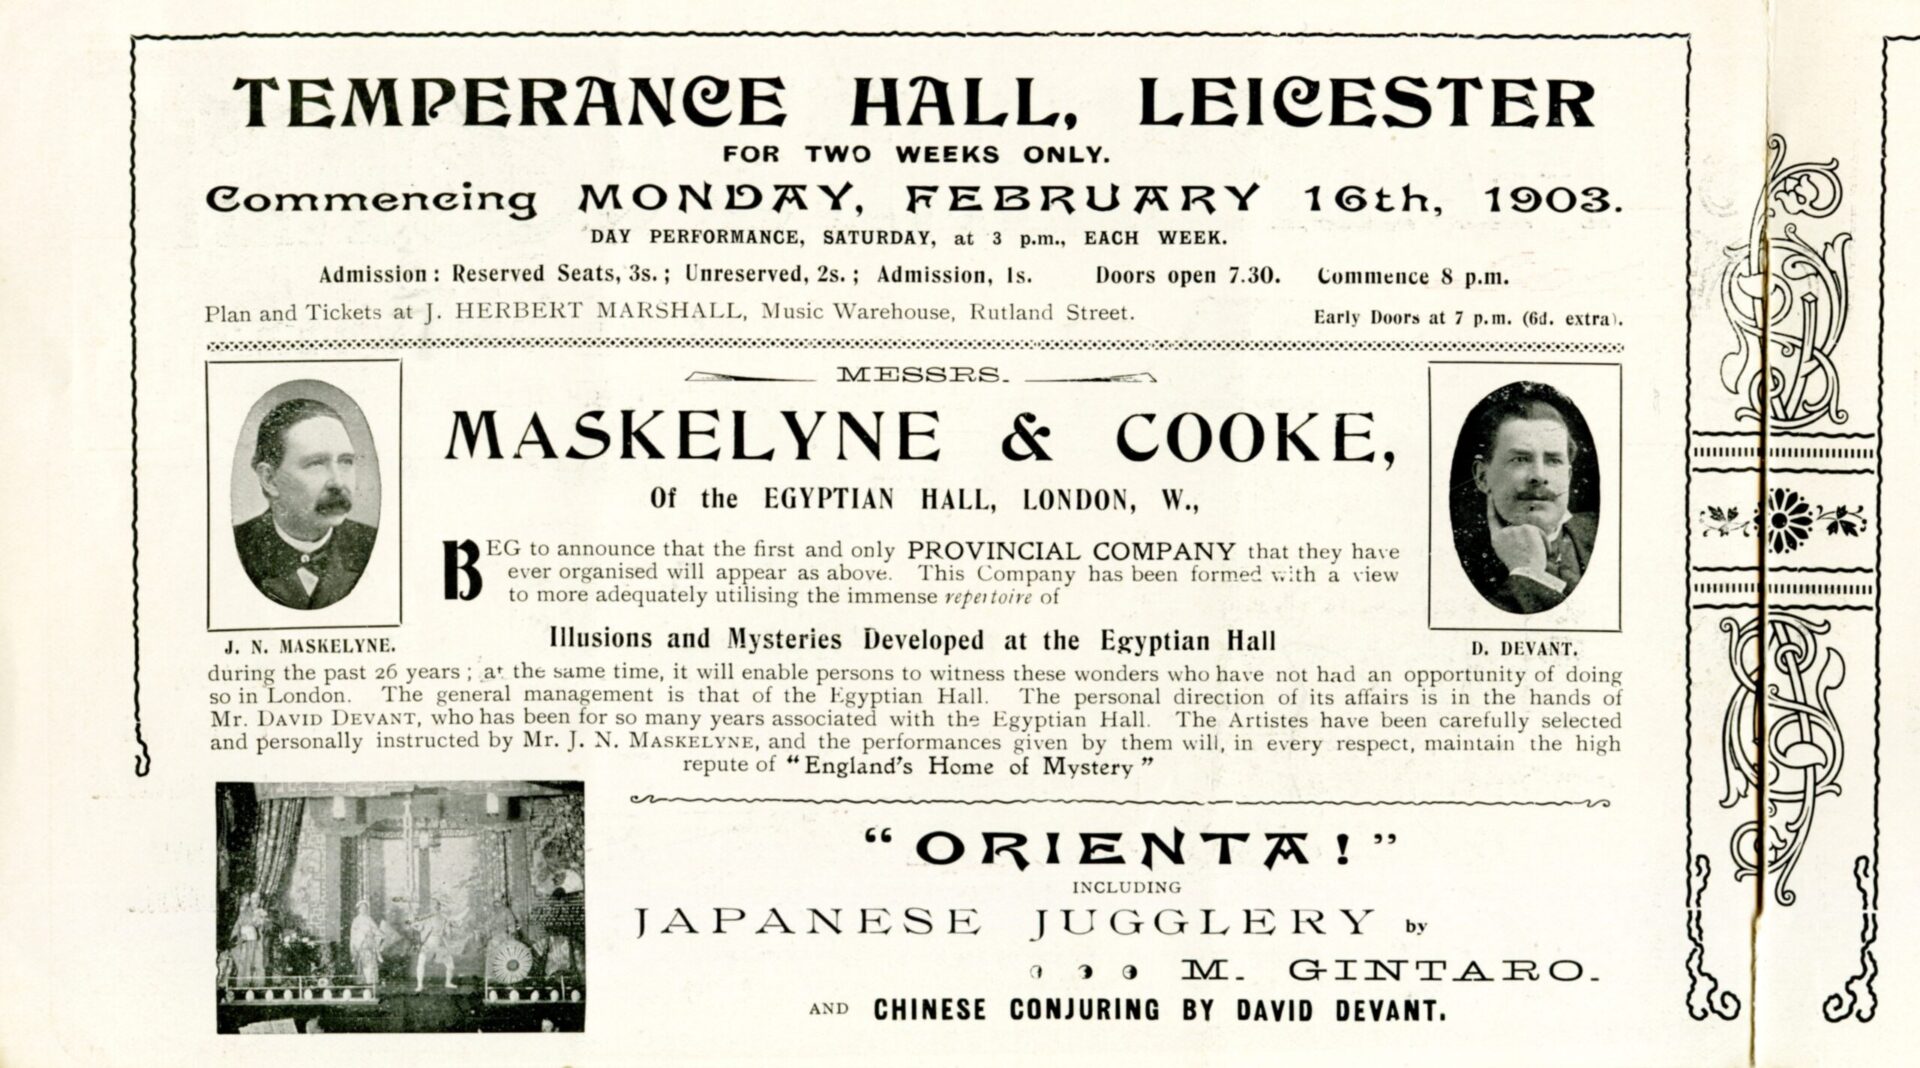 TEMPERANCE HALL, LEICESTER
FOR TWO WEEKS ONLY.
Commencing MONDAY, FEBRUARY 16th, 1903.
DAY PERFORMANCE, SATURDAY, at 3 p.m., EACH WEEK.
Admission: Reserved Seats, 3s.; Unreserved, 2s.; Admission, 1s. Doors open 7.30. Commence 8 p.m.
Plan and Tickets at J. HERBERT MARSHALL, Music Warehouse, Rutland Street. Early Doors at 7 p.m. (6d. extra).
MESSRS.
MASKELYNE & COOKE,
Of the EGYPTIAN HALL, LONDON, W.,
BEG to announce that the first and only PROVINCIAL COMPANY that they have
ever organised will appear as above. This Company has been formed with a view
to more adequately utilising the immense repertoire of
J. N. MASKELYNE.
Illusions and Mysteries Developed at the Egyptian Hall
D. DEVANT.
during the past 26 years; at the same time, it will enable persons to witness these wonders who have not had an opportunity of doing
so in London. The general management is that of the Egyptian Hall. The personal direction of its affairs is in the hands of
Mr. DAVID DEVANT, who has been for so many years associated with the Egyptian Hall. The Artistes have been carefully selected
and personally instructed by Mr. J. N. MASKELYNE, and the performances given by them will, in every respect, maintain the high
repute of "England's Home of Mystery"
"ORIENTA!"
INCLUDING
JAPANESE JUGGLERY by
M. GINTARO.
AND CHINESE CONJURING BY DAVID DEVANT.